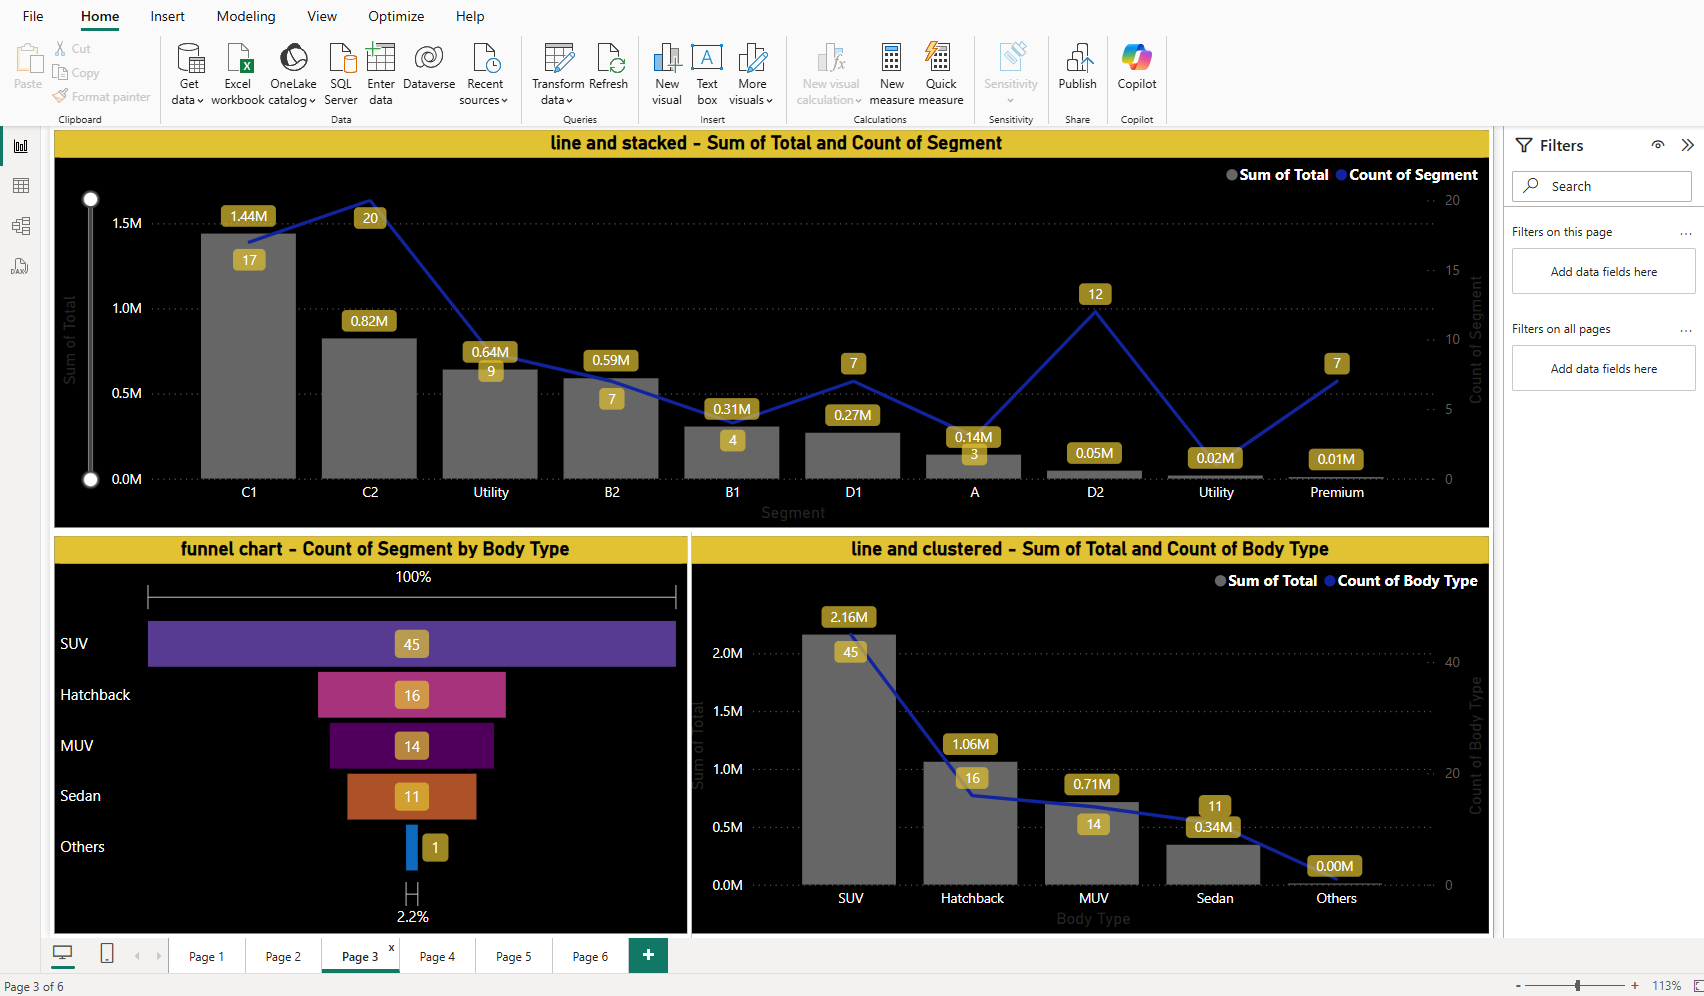 File Home Insert Modeling View Optimize Help
Paste
Cut
Copy
Format painter
Clipboard
Get data
Excel workbook
OneLake catalog
SQL Server
Enter data
Dataverse
Recent sources
Data
Transform data
Refresh
Queries
New visual
Text box
More visuals
Insert
New visual calculation
New measure
Quick measure
Calculations
Sensitivity
Sensitivity
Publish
Share
Copilot
Copilot
line and stacked - Sum of Total and Count of Segment
Sum of Total Count of Segment
Sum of Total
1.5M
1.0M
0.5M
0.0M
1.44M
17
20
0.82M
0.64M
9
0.59M
7
0.31M
4
7
0.27M
0.14M
3
12
0.05M
0.02M
7
0.01M
20
15
10
5
0
Count of Segment
C1 C2 Utility B2 B1 D1 A D2 Utility Premium
Segment
funnel chart - Count of Segment by Body Type
100%
SUV 45
Hatchback 16
MUV 14
Sedan 11
Others 1
2.2%
line and clustered - Sum of Total and Count of Body Type
Sum of Total Count of Body Type
Sum of Total
2.0M
1.5M
1.0M
0.5M
0.0M
2.16M
45
1.06M
16
0.71M
14
11
0.34M
0.00M
40
20
0
Count of Body Type
SUV Hatchback MUV Sedan Others
Body Type
Filters
Search
Filters on this page ...
Add data fields here
Filters on all pages ...
Add data fields here
DAX
Page 1 Page 2 Page 3 x Page 4 Page 5 Page 6 +
Page 3 of 6
- + 113%